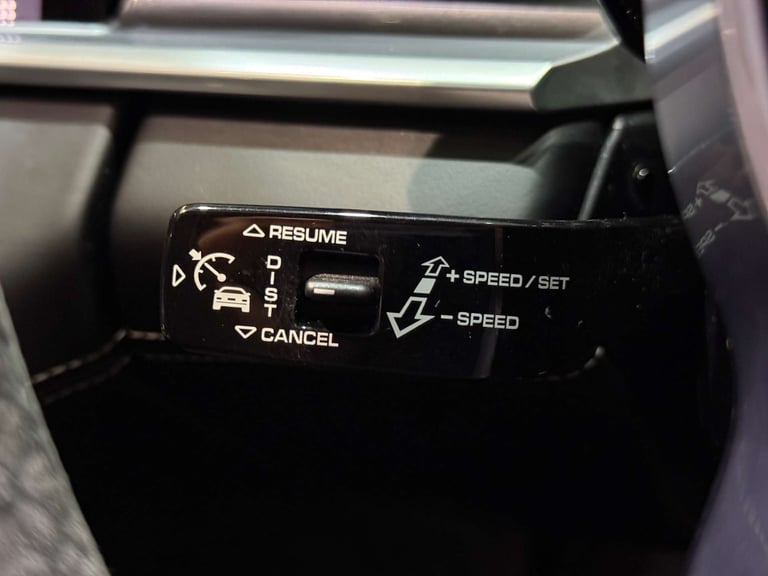 RESUME
DIST
+ SPEED / SET
– SPEED
CANCEL